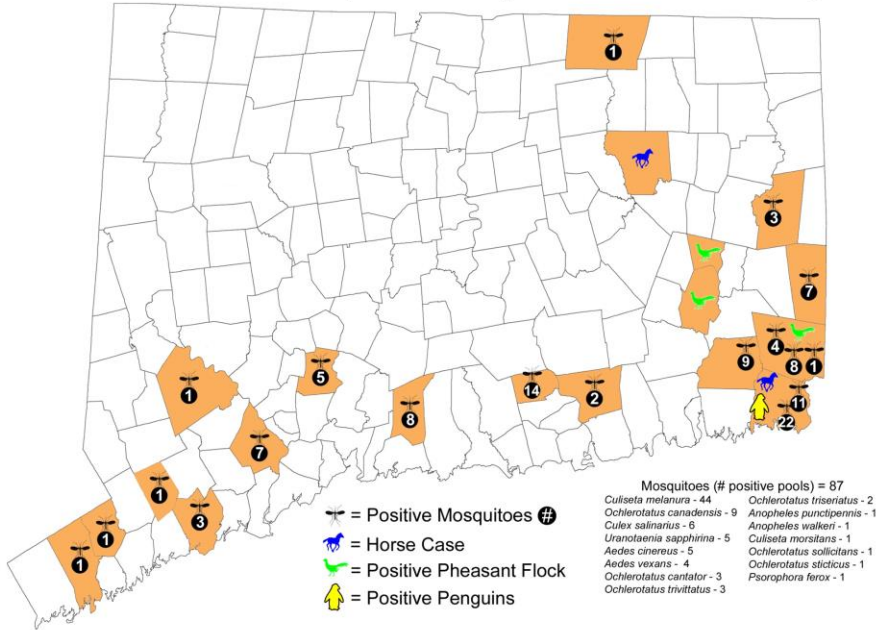 1
3
7
4
9
8
1
5
1
14
2
11
8
22
7
1
3
1
1
= Positive Mosquitoes #
= Horse Case
= Positive Pheasant Flock
= Positive Penguins
Mosquitoes (# positive pools) = 87
Culiseta melanura - 44
Ochlerotatus canadensis - 9
Culex salinarius - 6
Uranotaenia sapphirina - 5
Aedes cinereus - 5
Aedes vexans - 4
Ochlerotatus cantator - 3
Ochlerotatus trivittatus - 3
Ochlerotatus triseriatus - 2
Anopheles punctipennis - 1
Anopheles walkeri - 1
Culiseta morsitans - 1
Ochlerotatus sollicitans - 1
Ochlerotatus sticticus - 1
Psorophora ferox - 1